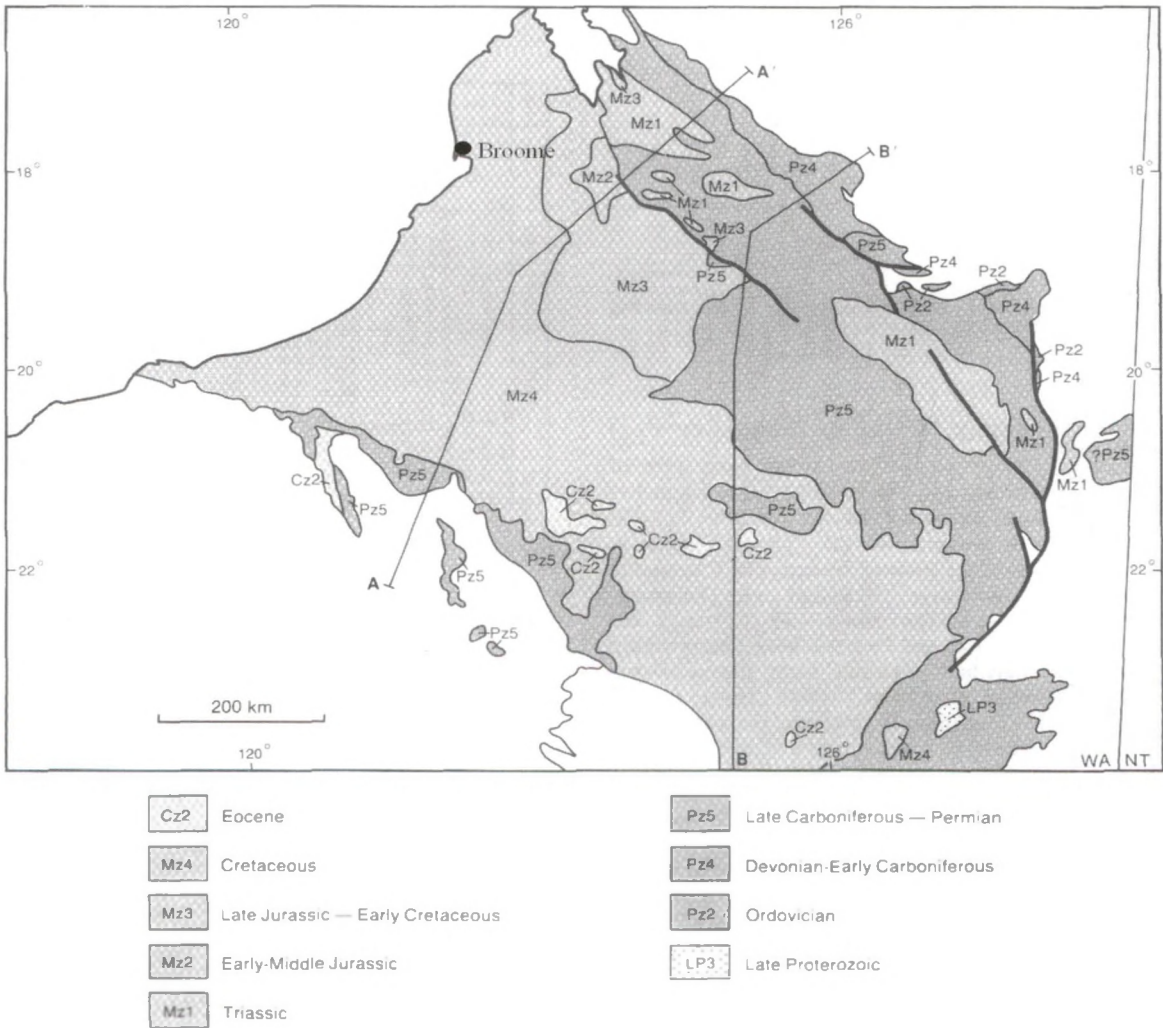 120°
126°
A'
Mz3
Mz1
B'
Broome
Pz4
18°
18°
Mz2
Mz1
Mz1
Mz3
Pz5
Pz4
Pz5
Pz2
Mz3
Pz2
Pz4
Mz1
Pz2
20°
20°
Pz4
Mz4
Pz5
Mz1
?Pz5
Pz5
Cz2
Mz1
Cz2
Pz5
Pz5
Cz2
Cz2
Pz5
Cz2
22°
22°
A
Pz5
Pz5
200 km
LP3
Cz2
120°
126°
Mz4
B
WA NT
Cz2 Eocene
Mz4 Cretaceous
Mz3 Late Jurassic — Early Cretaceous
Mz2 Early-Middle Jurassic
Mz1 Triassic
Pz5 Late Carboniferous — Permian
Pz4 Devonian-Early Carboniferous
Pz2 Ordovician
LP3 Late Proterozoic